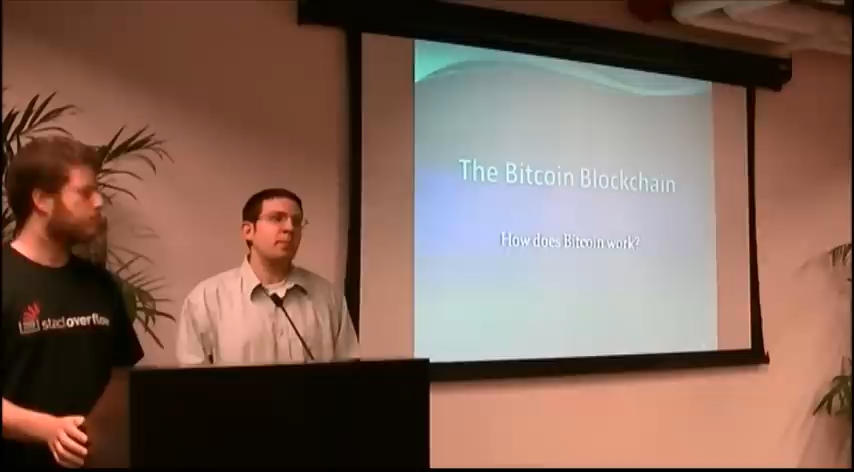 The Bitcoin Blockchain
How does Bitcoin work?
stackoverflow